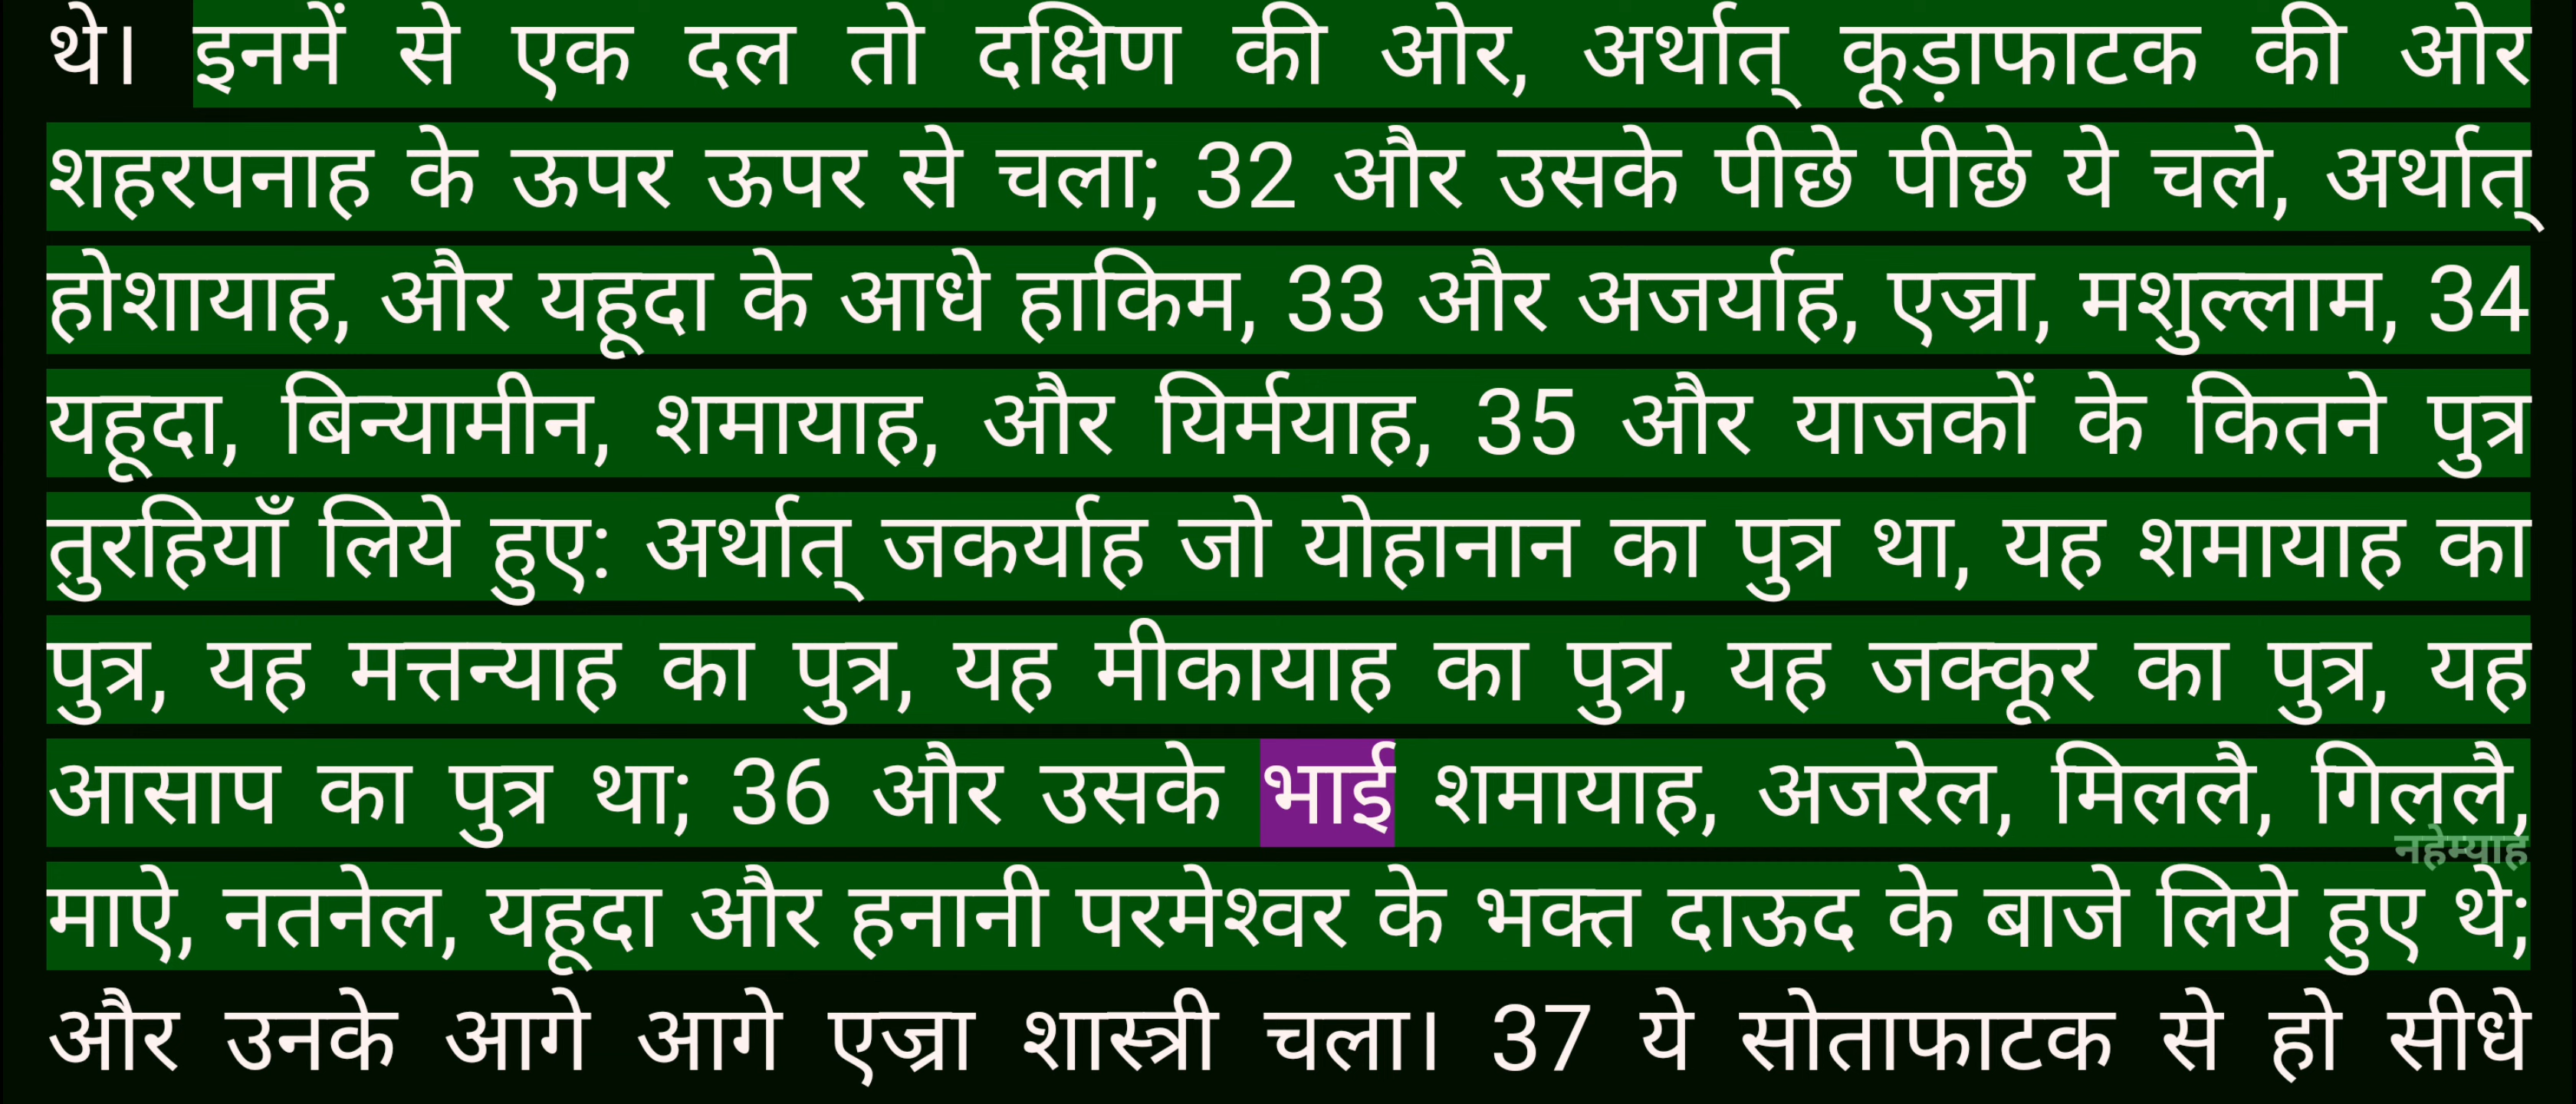 थे। इनमें से एक दल तो दक्षिण की ओर, अर्थात् कूड़ाफाटक की ओर
शहरपनाह के ऊपर ऊपर से चला; 32 और उसके पीछे पीछे ये चले, अर्थात्
होशायाह, और यहूदा के आधे हाकिम, 33 और अजर्याह, एज्रा, मशुल्लाम, 34
यहूदा, बिन्यामीन, शमायाह, और यिर्मयाह, 35 और याजकों के कितने पुत्र
तुरहियाँ लिये हुए: अर्थात् जकर्याह जो योहानान का पुत्र था, यह शमायाह का
पुत्र, यह मत्तन्याह का पुत्र, यह मीकायाह का पुत्र, यह जक्कूर का पुत्र, यह
आसाप का पुत्र था; 36 और उसके भाई शमायाह, अजरेल, मिललै, गिललै,
नहेम्याह
माऐ, नतनेल, यहूदा और हनानी परमेश्वर के भक्त दाऊद के बाजे लिये हुए थे;
और उनके आगे आगे एज्रा शास्त्री चला। 37 ये सोताफाटक से हो सीधे